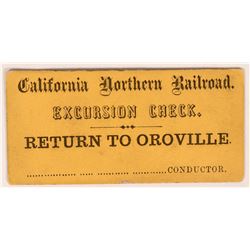 California Northern Railroad.
EXCURSION CHECK.
RETURN TO OROVILLE.
........................................CONDUCTOR.